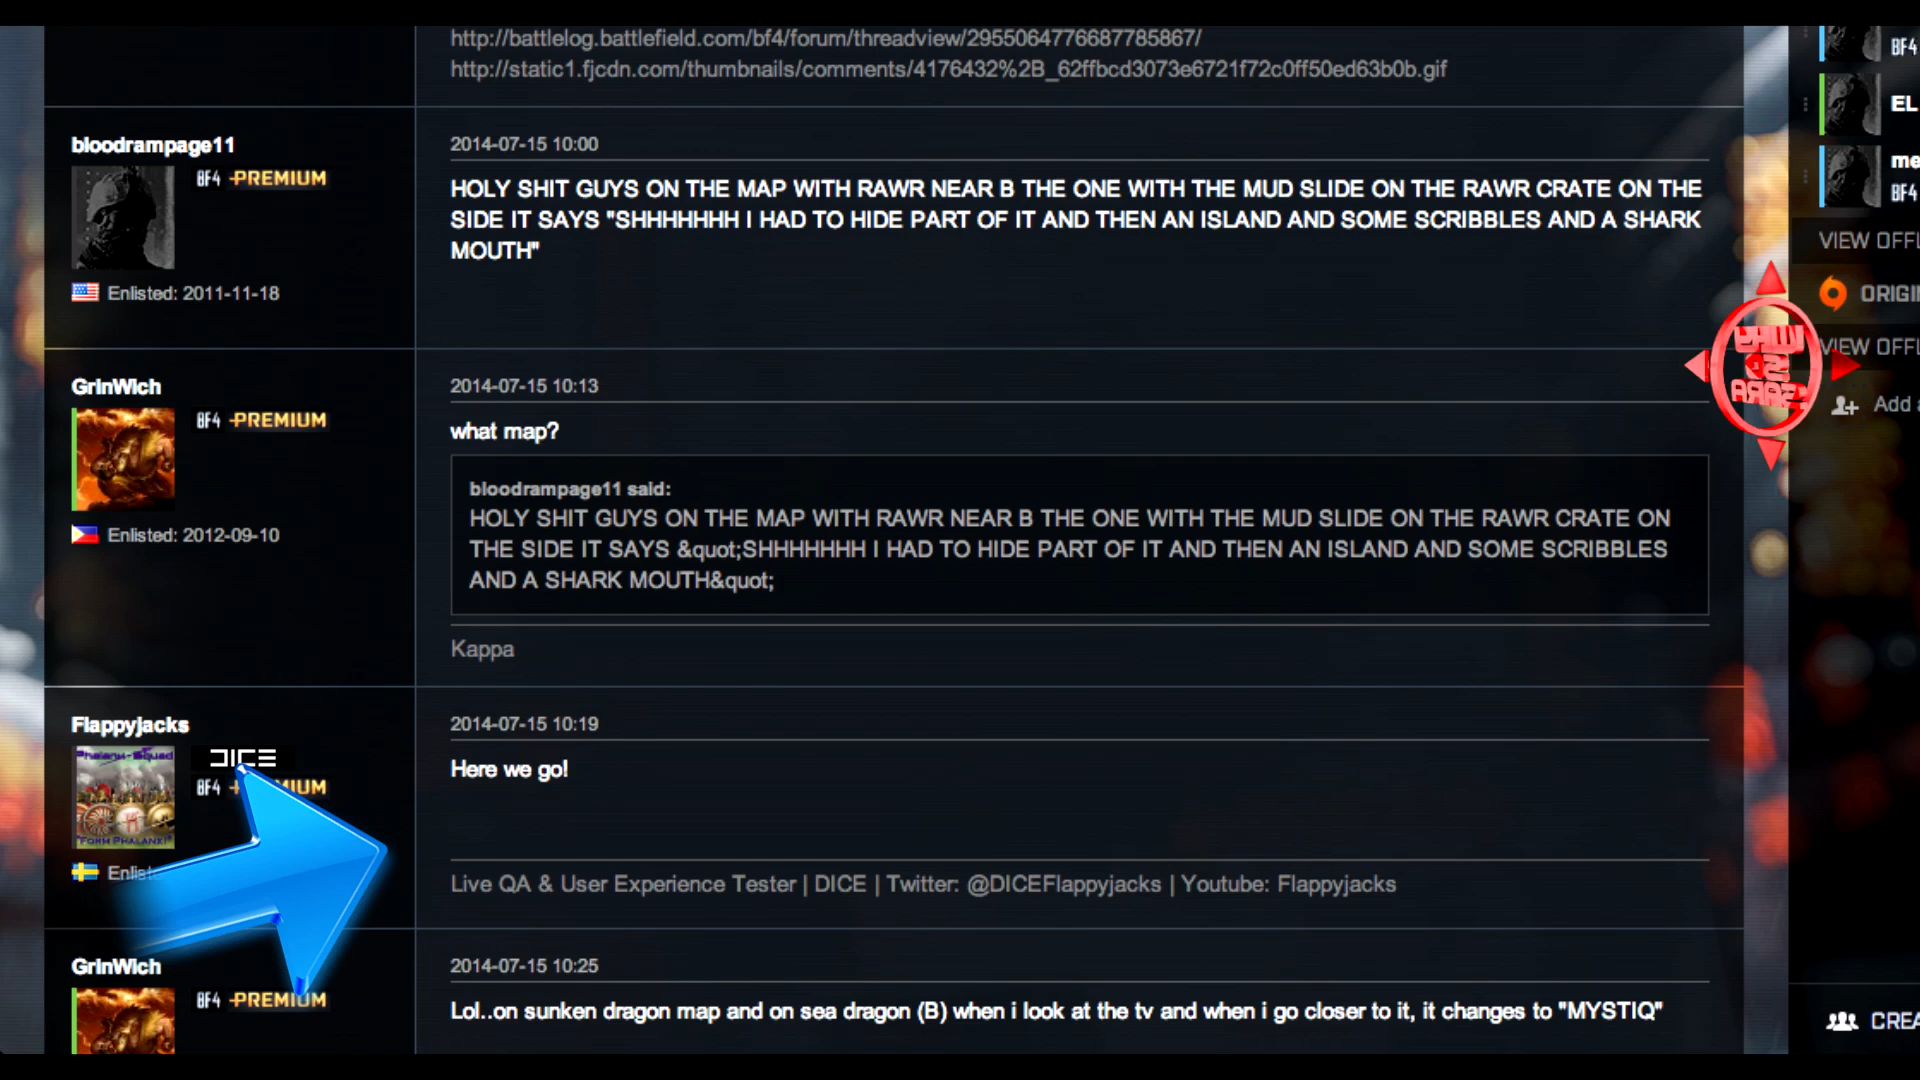 http://battlelog.battlefield.com/bf4/forum/threadview/2955064776687785867/
http://static1.fjcdn.com/thumbnails/comments/4176432%2B_62ffbcd3073e6721f72c0ff50ed63b0b.gif
bloodrampage11
BF4 PREMIUM
Enlisted: 2011-11-18
2014-07-15 10:00
HOLY SHIT GUYS ON THE MAP WITH RAWR NEAR B THE ONE WITH THE MUD SLIDE ON THE RAWR CRATE ON THE
SIDE IT SAYS "SHHHHHHH I HAD TO HIDE PART OF IT AND THEN AN ISLAND AND SOME SCRIBBLES AND A SHARK
MOUTH"
GrinWich
BF4 PREMIUM
Enlisted: 2012-09-10
2014-07-15 10:13
what map?
bloodrampage11 said:
HOLY SHIT GUYS ON THE MAP WITH RAWR NEAR B THE ONE WITH THE MUD SLIDE ON THE RAWR CRATE ON
THE SIDE IT SAYS &quot;SHHHHHHH I HAD TO HIDE PART OF IT AND THEN AN ISLAND AND SOME SCRIBBLES
AND A SHARK MOUTH&quot;
Kappa
Flappyjacks
DICE
BF4
Phalanx-Squad
"FORM PHALANX!"
2014-07-15 10:19
Here we go!
Live QA & User Experience Tester | DICE | Twitter: @DICEFlappyjacks | Youtube: Flappyjacks
GrinWich
BF4 PREMIUM
2014-07-15 10:25
Lol..on sunken dragon map and on sea dragon (B) when i look at the tv and when i go closer to it, it changes to "MYSTIQ"
BF4
EL
me
BF4
VIEW OFFL
ORIGIN
VIEW OFFL
Add a
CREA